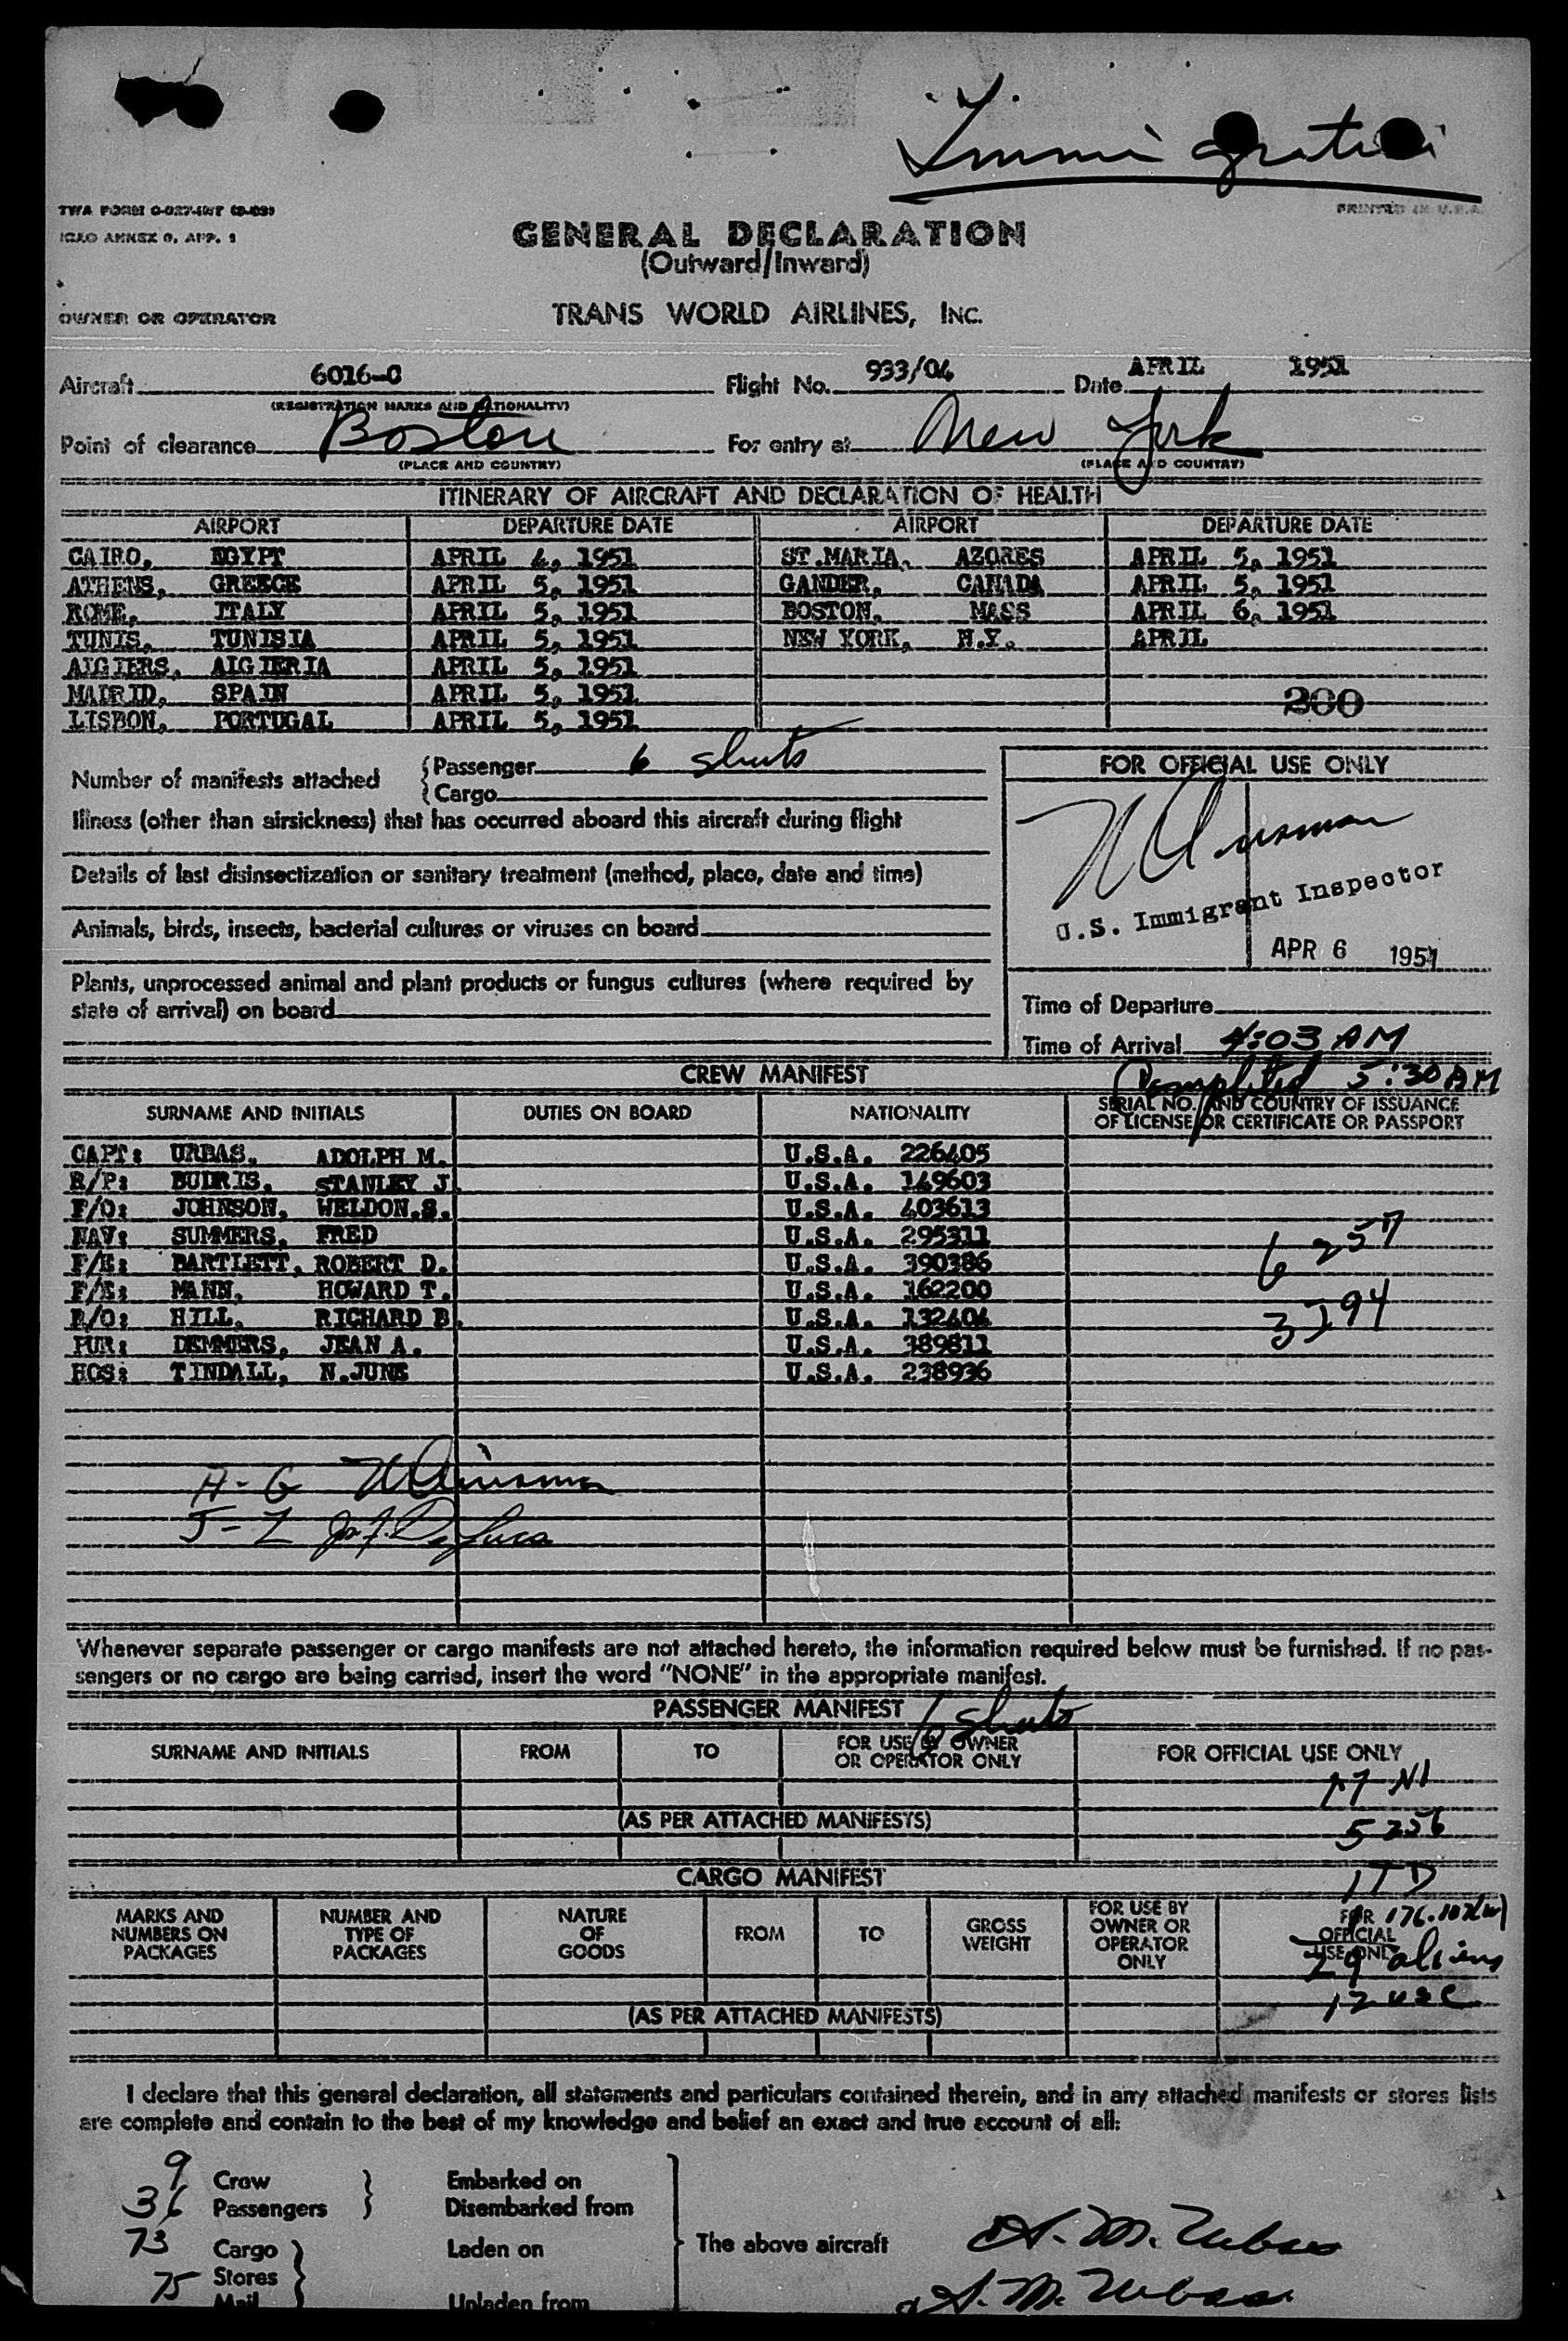 Immigration
TWA FORM O-027-INT
ICAO ANNEX 9, APP. 1
PRINTED IN U.S.A.
GENERAL DECLARATION
(Outward/Inward)
OWNER OR OPERATOR TRANS WORLD AIRLINES, INC.
Aircraft 6016-C Flight No. 933/04 Date APRIL 1951
(REGISTRATION MARKS AND NATIONALITY)
Point of clearance Boston For entry at New York
(PLACE AND COUNTRY) (PLACE AND COUNTRY)
ITINERARY OF AIRCRAFT AND DECLARATION OF HEALTH
AIRPORT DEPARTURE DATE AIRPORT DEPARTURE DATE
CAIRO, EGYPT APRIL 4, 1951 ST.MARIA, AZORES APRIL 5, 1951
ATHENS, GREECE APRIL 5, 1951 GANDER, CANADA APRIL 5, 1951
ROME, ITALY APRIL 5, 1951 BOSTON, MASS APRIL 6, 1951
TUNIS, TUNISIA APRIL 5, 1951 NEW YORK, N.Y. APRIL
ALGIERS, ALGIERIA APRIL 5, 1951
MADRID, SPAIN APRIL 5, 1951 200
LISBON, PORTUGAL APRIL 5, 1951
Number of manifests attached
Passenger 6 sheets
Cargo
FOR OFFICIAL USE ONLY
Illness (other than airsickness) that has occurred aboard this aircraft during flight
Details of last disinsectization or sanitary treatment (method, place, date and time)
Animals, birds, insects, bacterial cultures or viruses on board
U.S. Immigrant Inspector
APR 6 1951
Plants, unprocessed animal and plant products or fungus cultures (where required by
state of arrival) on board
Time of Departure
Time of Arrival 4:03 AM
Completed 5:30 AM
CREW MANIFEST
SURNAME AND INITIALS DUTIES ON BOARD NATIONALITY SERIAL NO. AND COUNTRY OF ISSUANCE
OF LICENSE OR CERTIFICATE OR PASSPORT
CAPT: URBAS, ADOLPH M. U.S.A. 226405
R/P: BUDRIS, STANLEY J. U.S.A. 149603
F/O: JOHNSON, WELDON.S. U.S.A. 403613
NAV: SUMMERS, FRED U.S.A. 295311
F/E: BARTLETT, ROBERT D. U.S.A. 390386
F/E: MANN, HOWARD T. U.S.A. 162200
R/O: HILL, RICHARD B. U.S.A. 132404
PUR: DEMMERS, JEAN A. U.S.A. 389811
HOS: TINDALL, N.JUNE U.S.A. 238936
6 257
A-G
J-Z
Whenever separate passenger or cargo manifests are not attached hereto, the information required below must be furnished. If no pas-
sengers or no cargo are being carried, insert the word "NONE" in the appropriate manifest.
PASSENGER MANIFEST
6 Sheets
SURNAME AND INITIALS FROM TO FOR USE BY OWNER
OR OPERATOR ONLY
FOR OFFICIAL USE ONLY
(AS PER ATTACHED MANIFESTS)
5 256
CARGO MANIFEST
1 TD
MARKS AND
NUMBERS ON
PACKAGES
NUMBER AND
TYPE OF
PACKAGES
NATURE
OF
GOODS
FROM
TO
GROSS
WEIGHT
FOR USE BY
OWNER OR
OPERATOR
ONLY
FOR
OFFICIAL
USE ONLY
29 aliens
12 usc
(AS PER ATTACHED MANIFESTS)
I declare that this general declaration, all statements and particulars contained therein, and in any attached manifests or stores lists
are complete and contain to the best of my knowledge and belief an exact and true account of all:
9 Crew Embarked on
36 Passengers Disembarked from
73 Cargo Laden on The above aircraft A. M. Urbas
75 Stores
Mail Unladen from A. M. Urbas